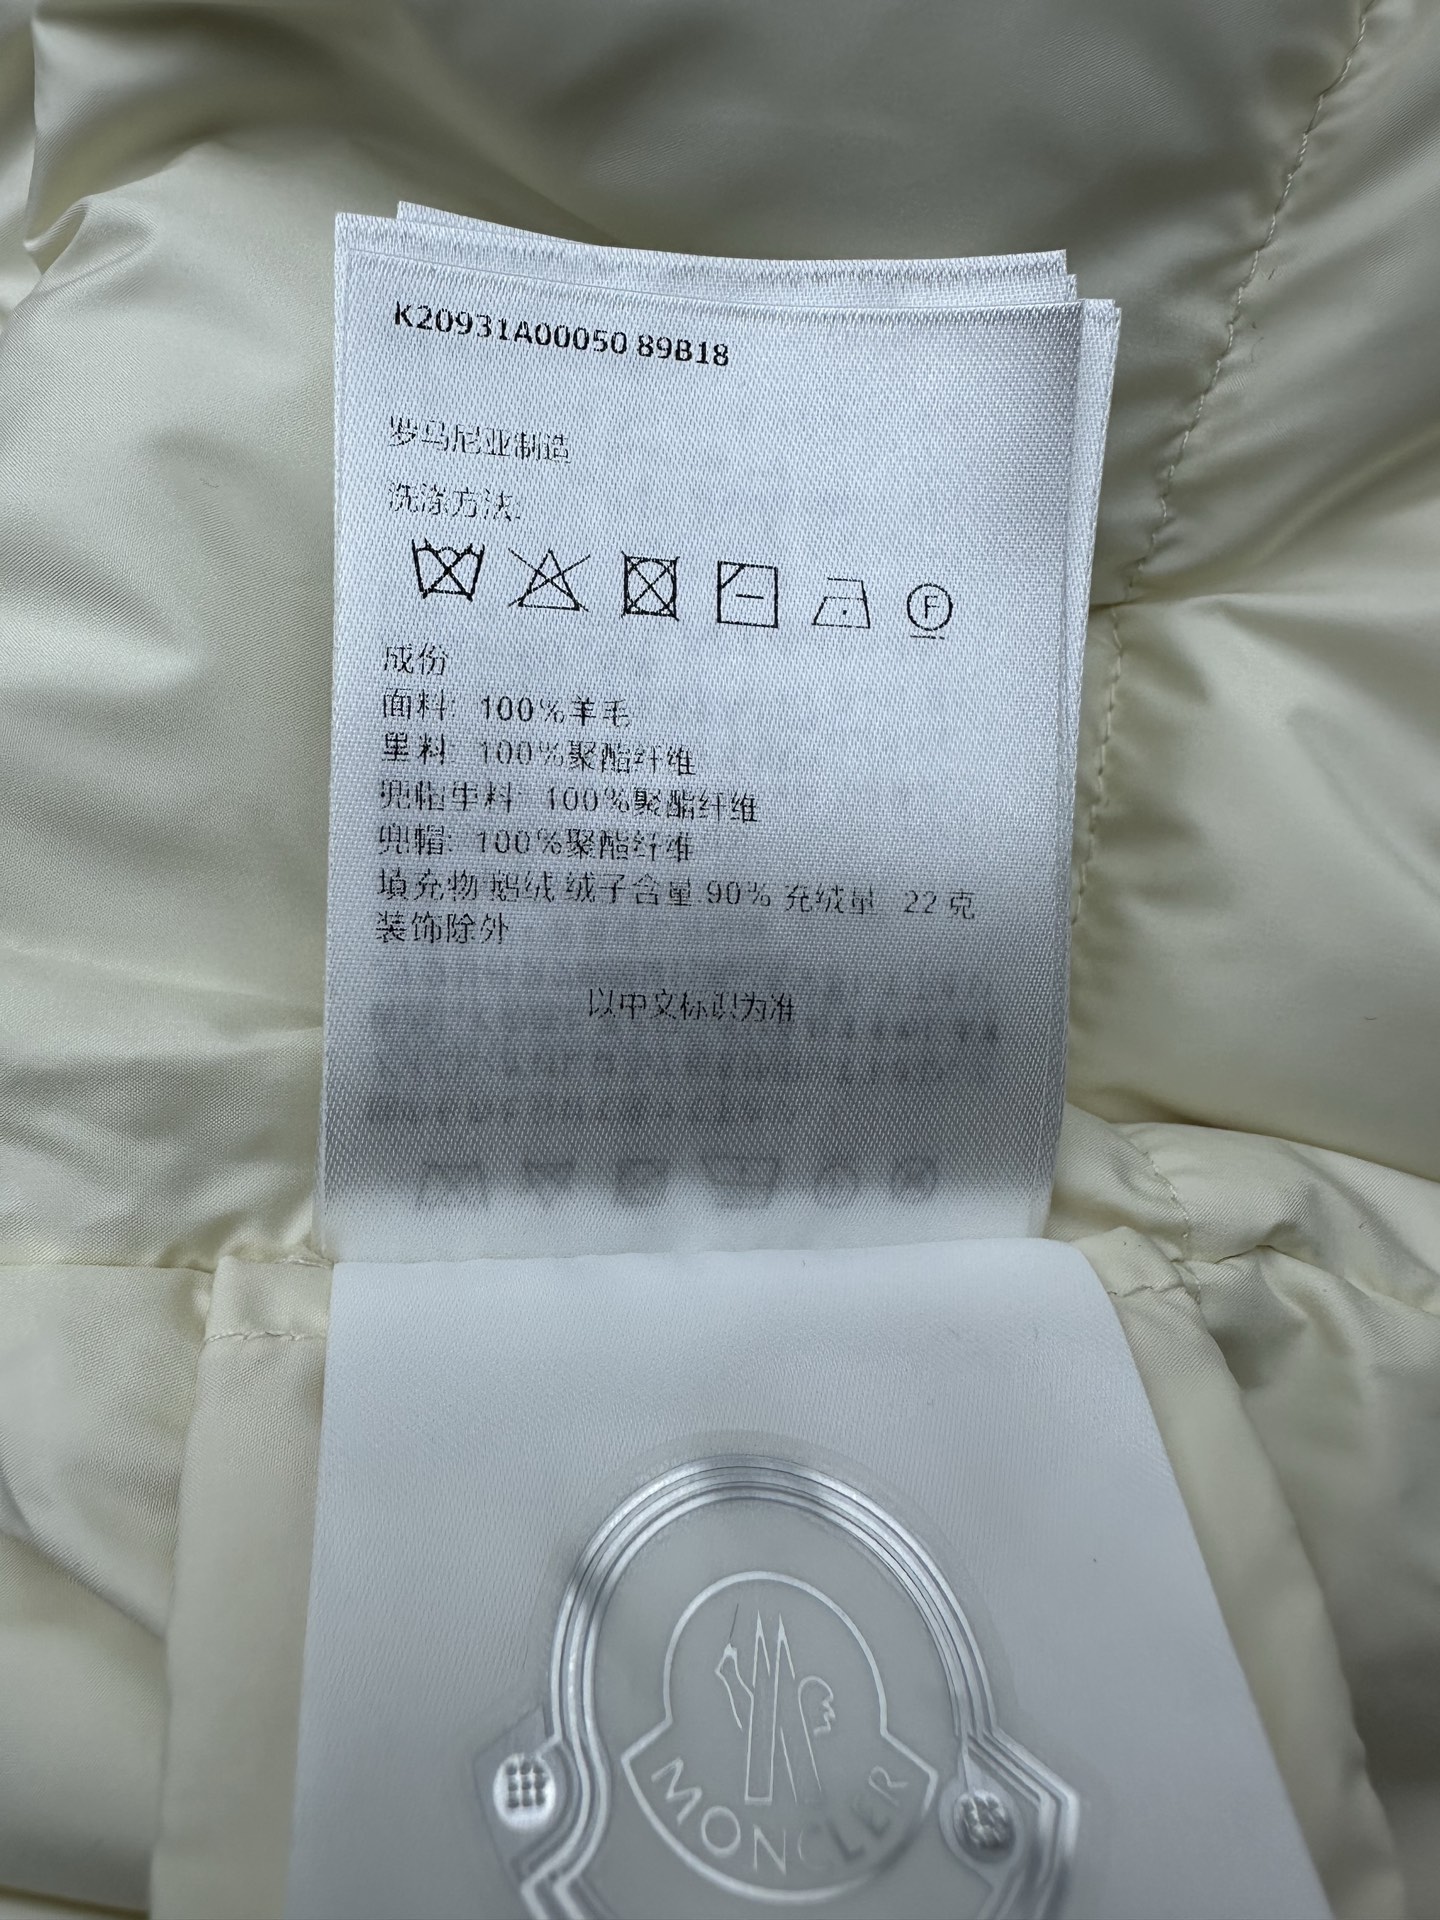 K20931A00050 89B18
罗马尼亚制造
洗涤方法:
F
成份
面料: 100%羊毛
里料: 100%聚酯纤维
兜帽里料: 100%聚酯纤维
兜帽: 100%聚酯纤维
填充物 鹅绒 绒子含量 90% 充绒量 22 克
装饰除外
以中文标识为准
MONCLER